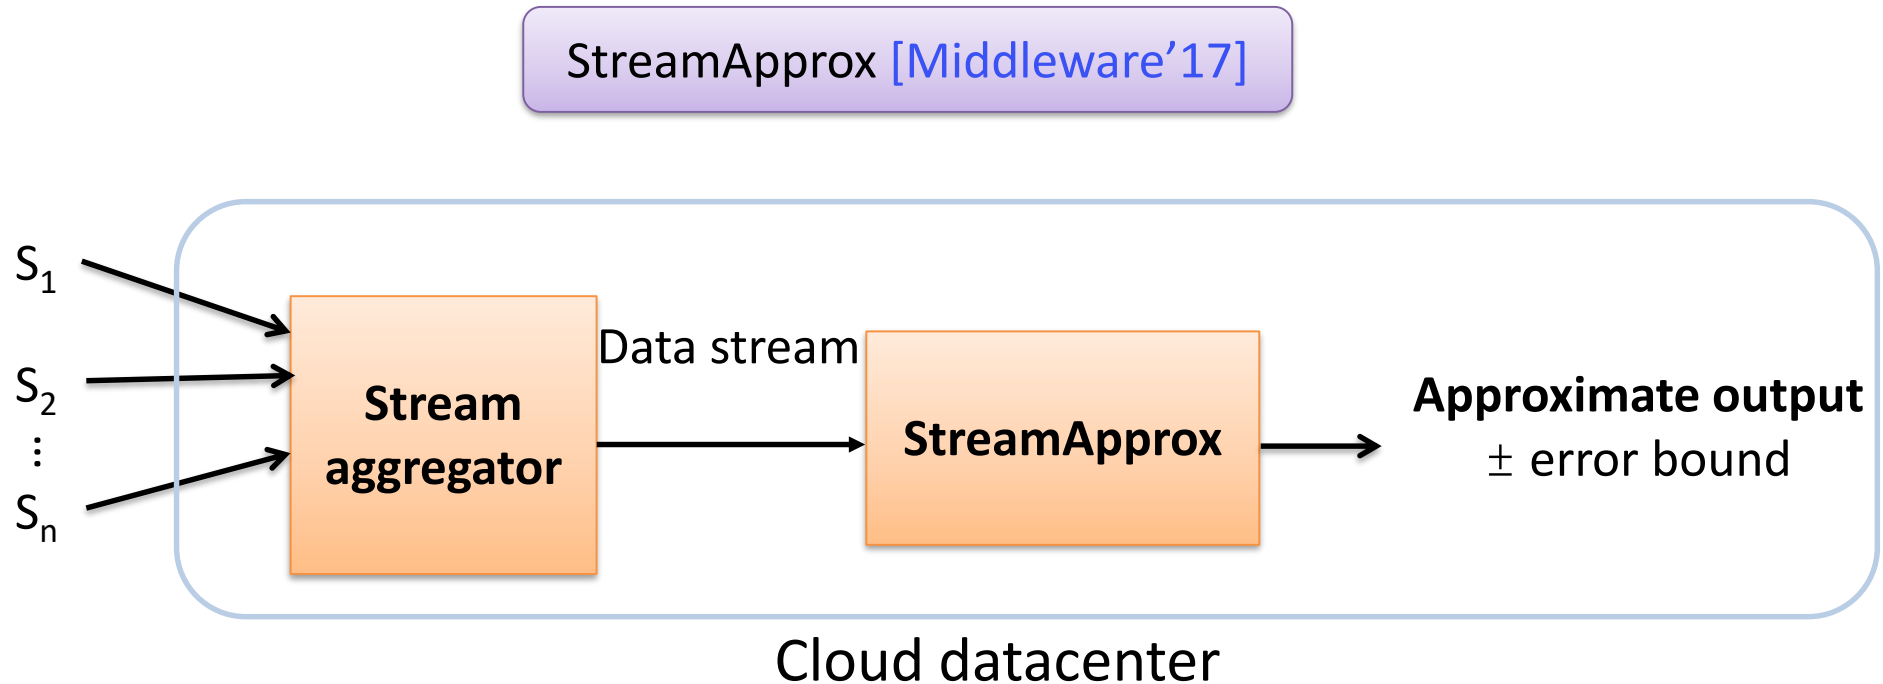 StreamApprox [Middleware’17]
S1
S2
⋮
Sn
Stream
aggregator
Data stream
StreamApprox
Approximate output
± error bound
Cloud datacenter